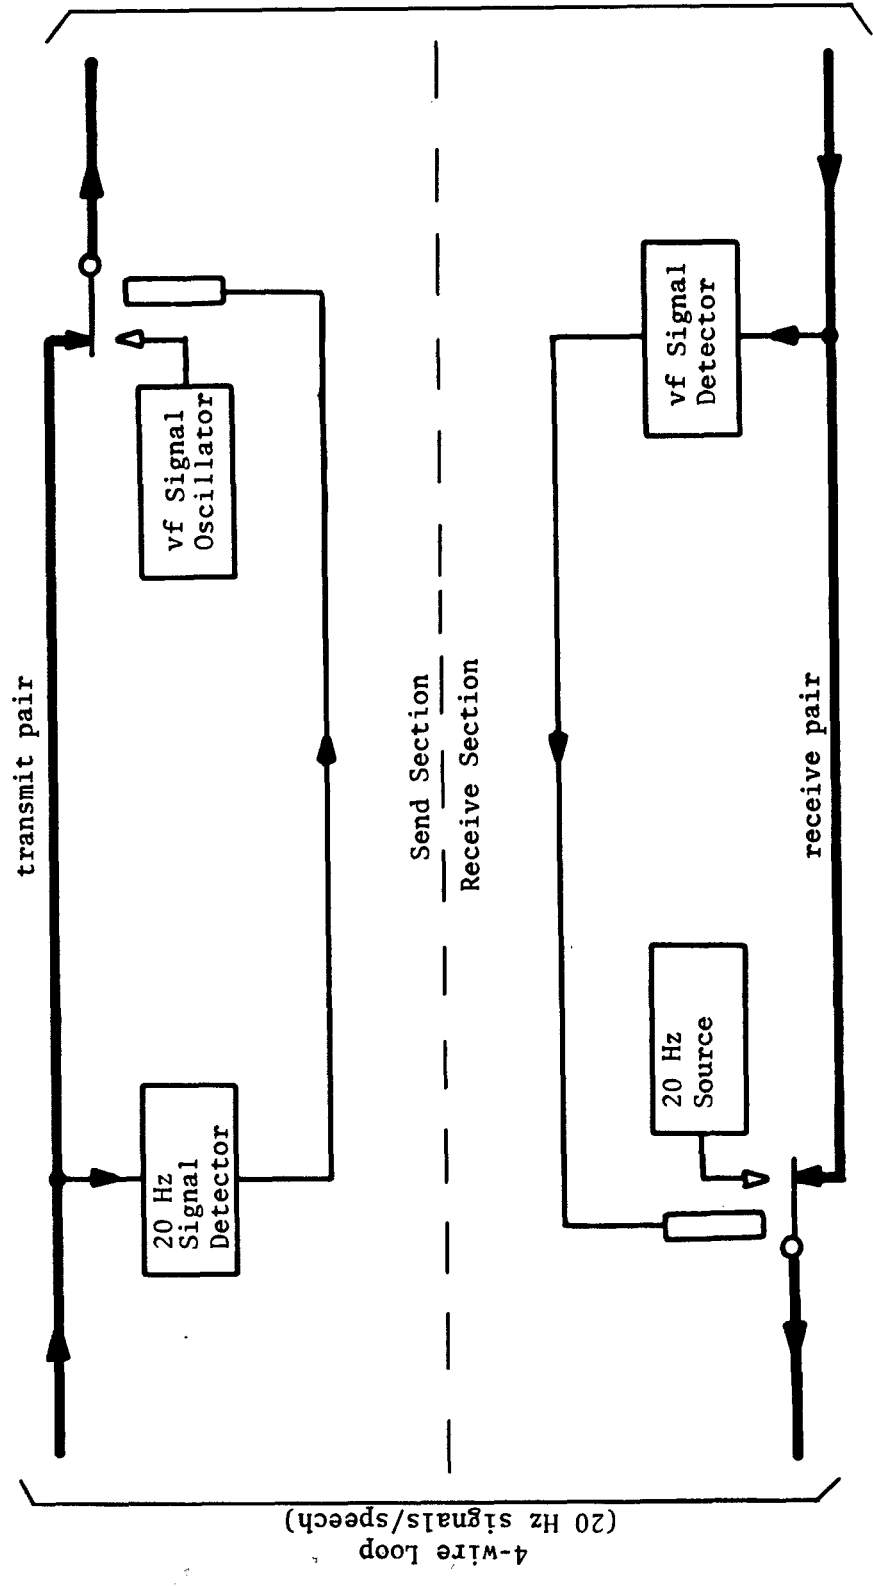 transmit pair
20 Hz
Signal
Detector
vf Signal
Oscillator
Send Section
Receive Section
20 Hz
Source
vf Signal
Detector
receive pair
4-wire Loop
(20 Hz signals/speech)